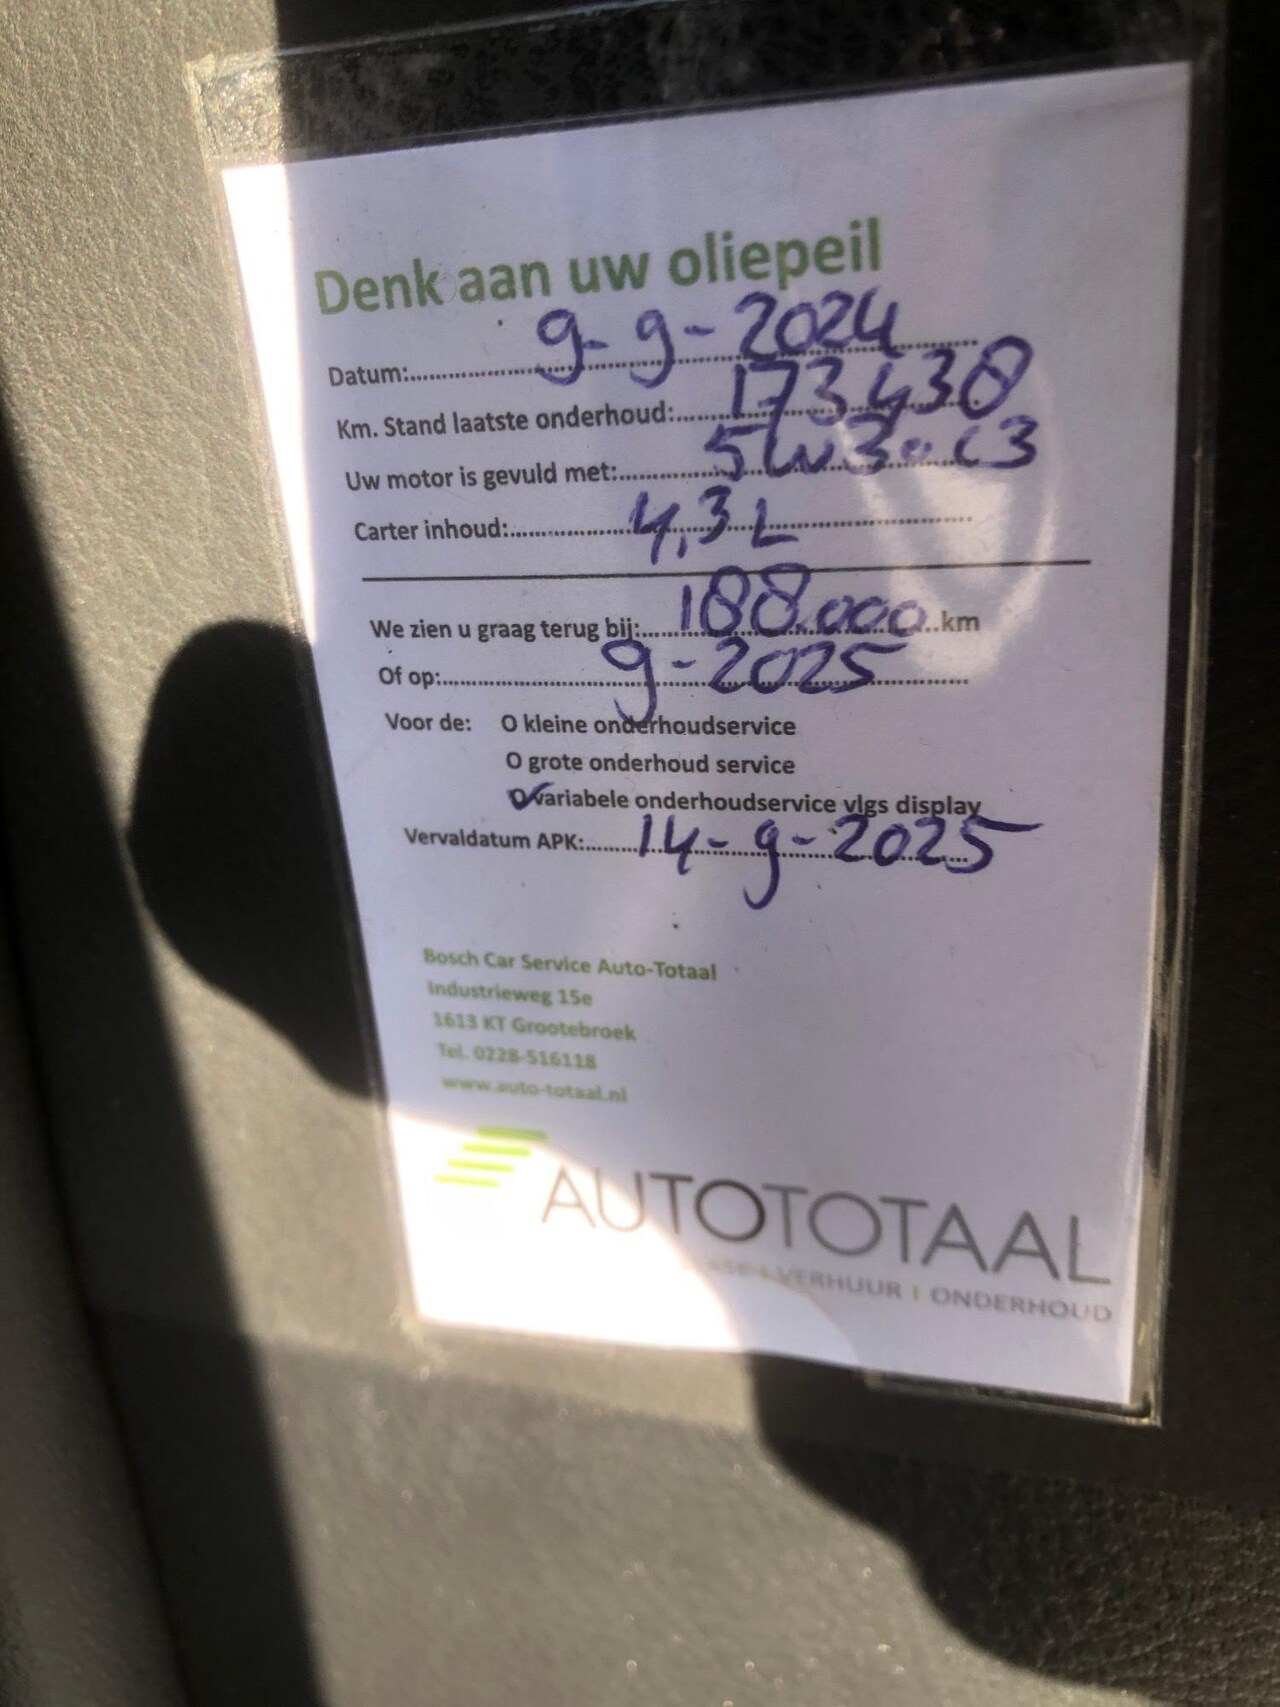 Denk aan uw oliepeil
Datum:.......... 9-9-2024
Km. Stand laatste onderhoud:.......... 173438
Uw motor is gevuld met:.......... 5w30 C3
Carter inhoud:.......... 4,3 L
We zien u graag terug bij:.......... 188.000 km
Of op:.......... 9-2025
Voor de: O kleine onderhoudservice
O grote onderhoud service
O variabele onderhoudservice vlgs display
Vervaldatum APK:.......... 14-9-2025
Bosch Car Service Auto-Totaal
Industrieweg 15e
1613 KT Grootebroek
Tel. 0228-516118
www.auto-totaal.nl
AUTOTOTAAL
VERHUUR | ONDERHOUD